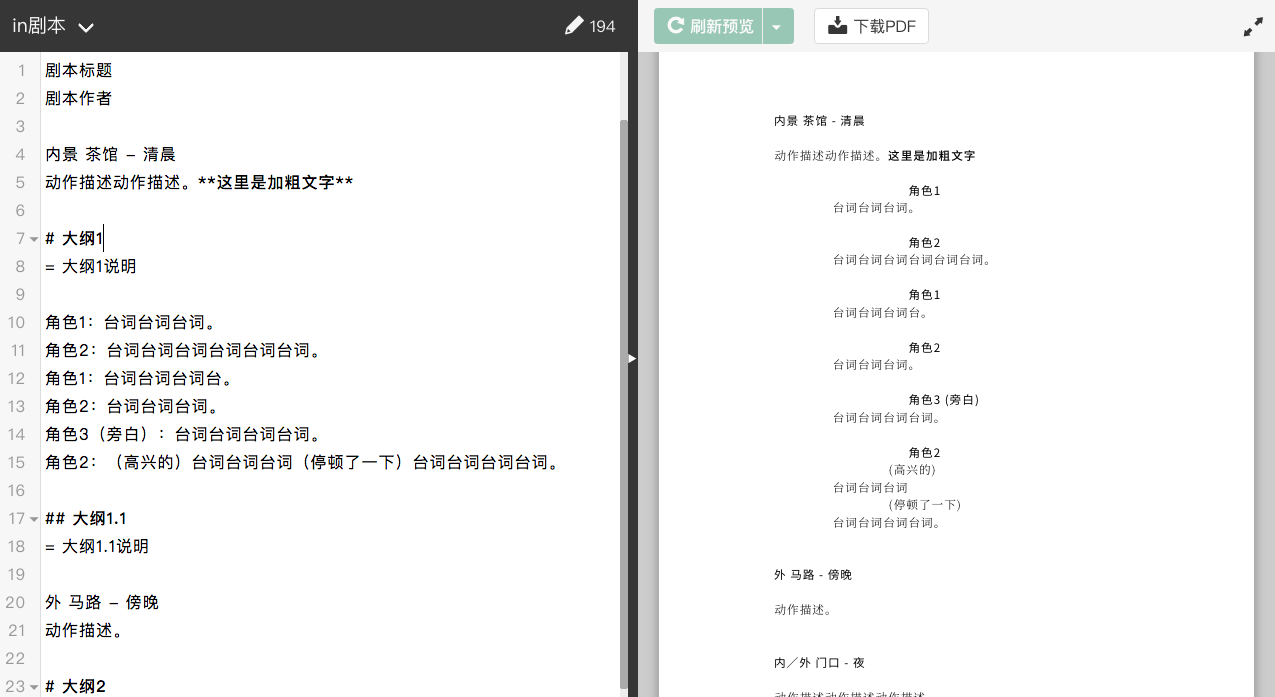 in剧本
194
刷新预览
下载PDF
1 剧本标题
2 剧本作者
3
4 内景 茶馆 – 清晨
5 动作描述动作描述。**这里是加粗文字**
6
7 # 大纲1
8 = 大纲1说明
9
10 角色1：台词台词台词。
11 角色2：台词台词台词台词台词台词。
12 角色1：台词台词台词台。
13 角色2：台词台词台词。
14 角色3（旁白）：台词台词台词台词。
15 角色2：（高兴的）台词台词台词（停顿了一下）台词台词台词台词。
16
17 ## 大纲1.1
18 = 大纲1.1说明
19
20 外 马路 – 傍晚
21 动作描述。
22
23 # 大纲2
内景 茶馆 - 清晨
动作描述动作描述。这里是加粗文字
角色1
台词台词台词。
角色2
台词台词台词台词台词台词。
角色1
台词台词台词台。
角色2
台词台词台词。
角色3 (旁白)
台词台词台词台词。
角色2
(高兴的)
台词台词台词
(停顿了一下)
台词台词台词台词。
外 马路 - 傍晚
动作描述。
内／外 门口 - 夜
动作描述动作描述动作描述